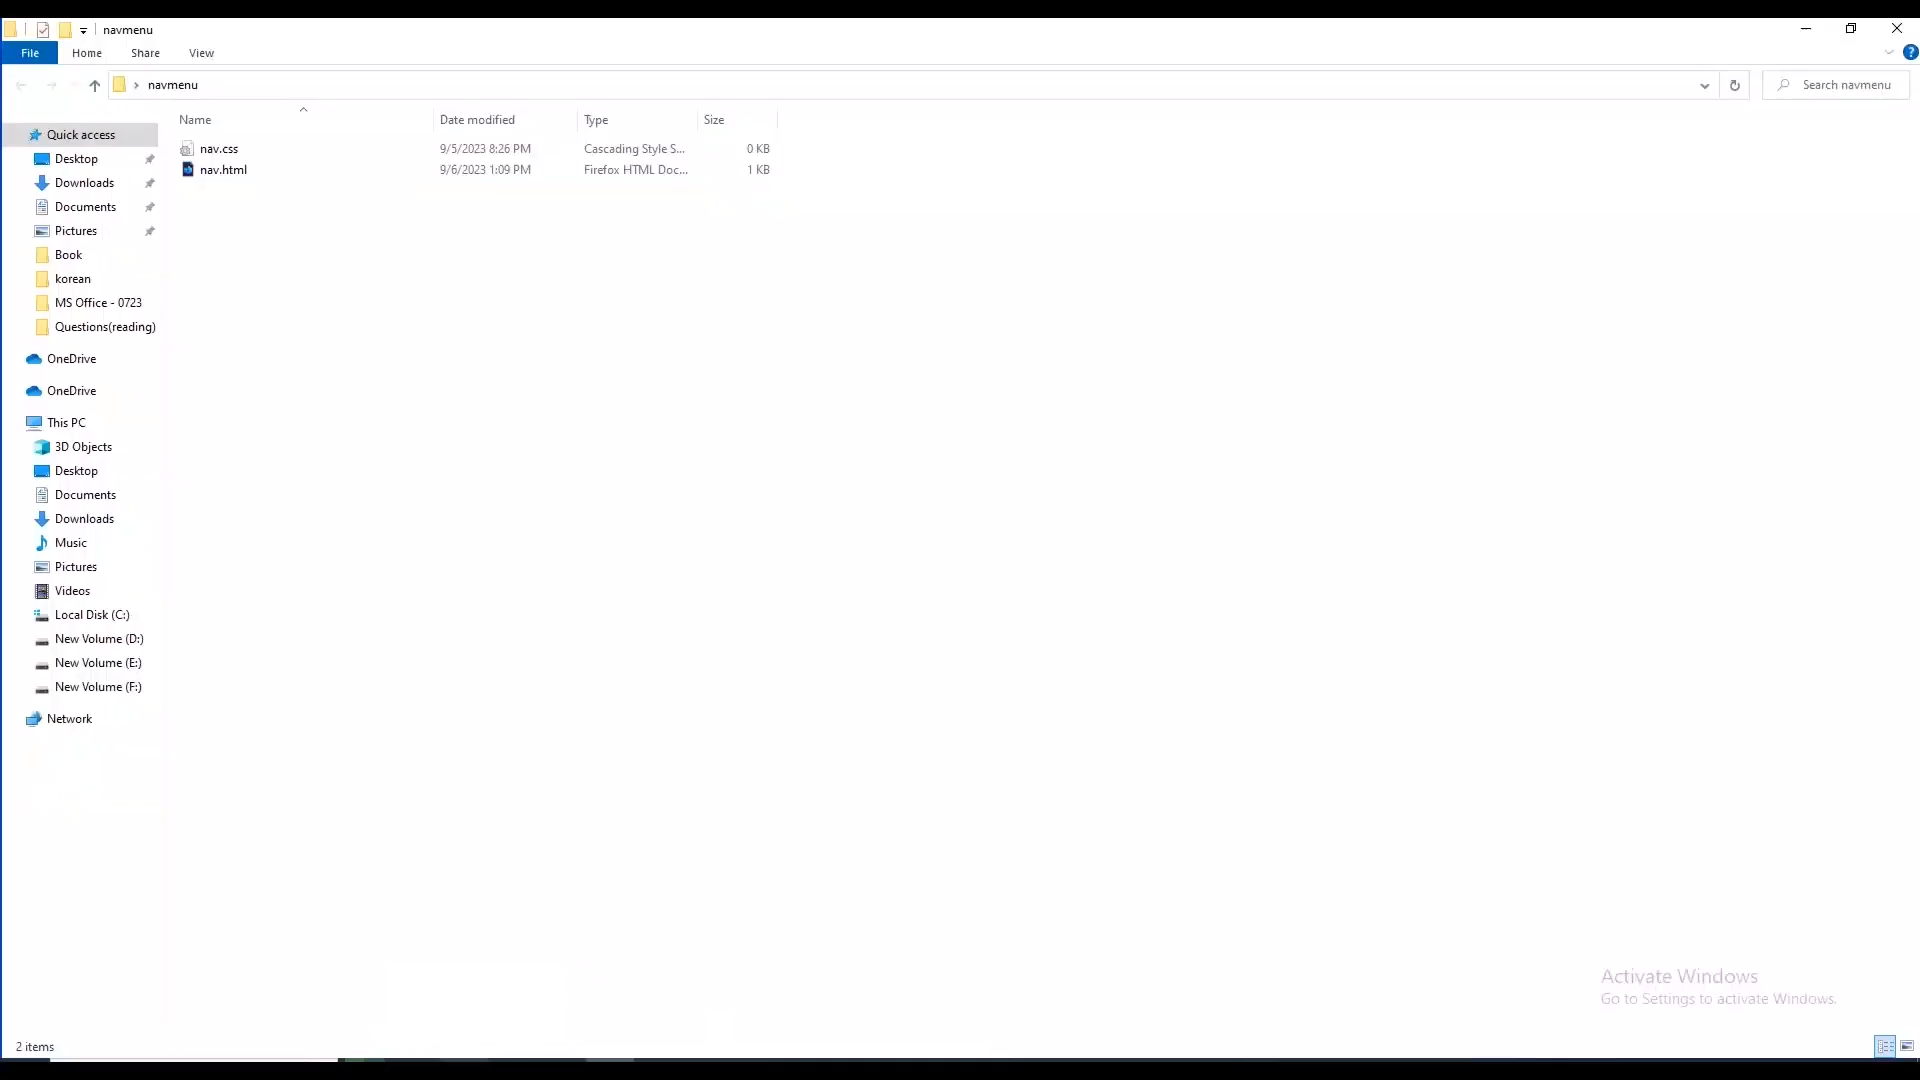 navmenu
File Home Share View
navmenu
Search navmenu
Name Date modified Type Size
nav.css 9/5/2023 8:26 PM Cascading Style S... 0 KB
nav.html 9/6/2023 1:09 PM Firefox HTML Doc... 1 KB
Quick access
Desktop
Downloads
Documents
Pictures
Book
korean
MS Office - 0723
Questions(reading)
OneDrive
OneDrive
This PC
3D Objects
Desktop
Documents
Downloads
Music
Pictures
Videos
Local Disk (C:)
New Volume (D:)
New Volume (E:)
New Volume (F:)
Network
Activate Windows
Go to Settings to activate Windows.
2 items